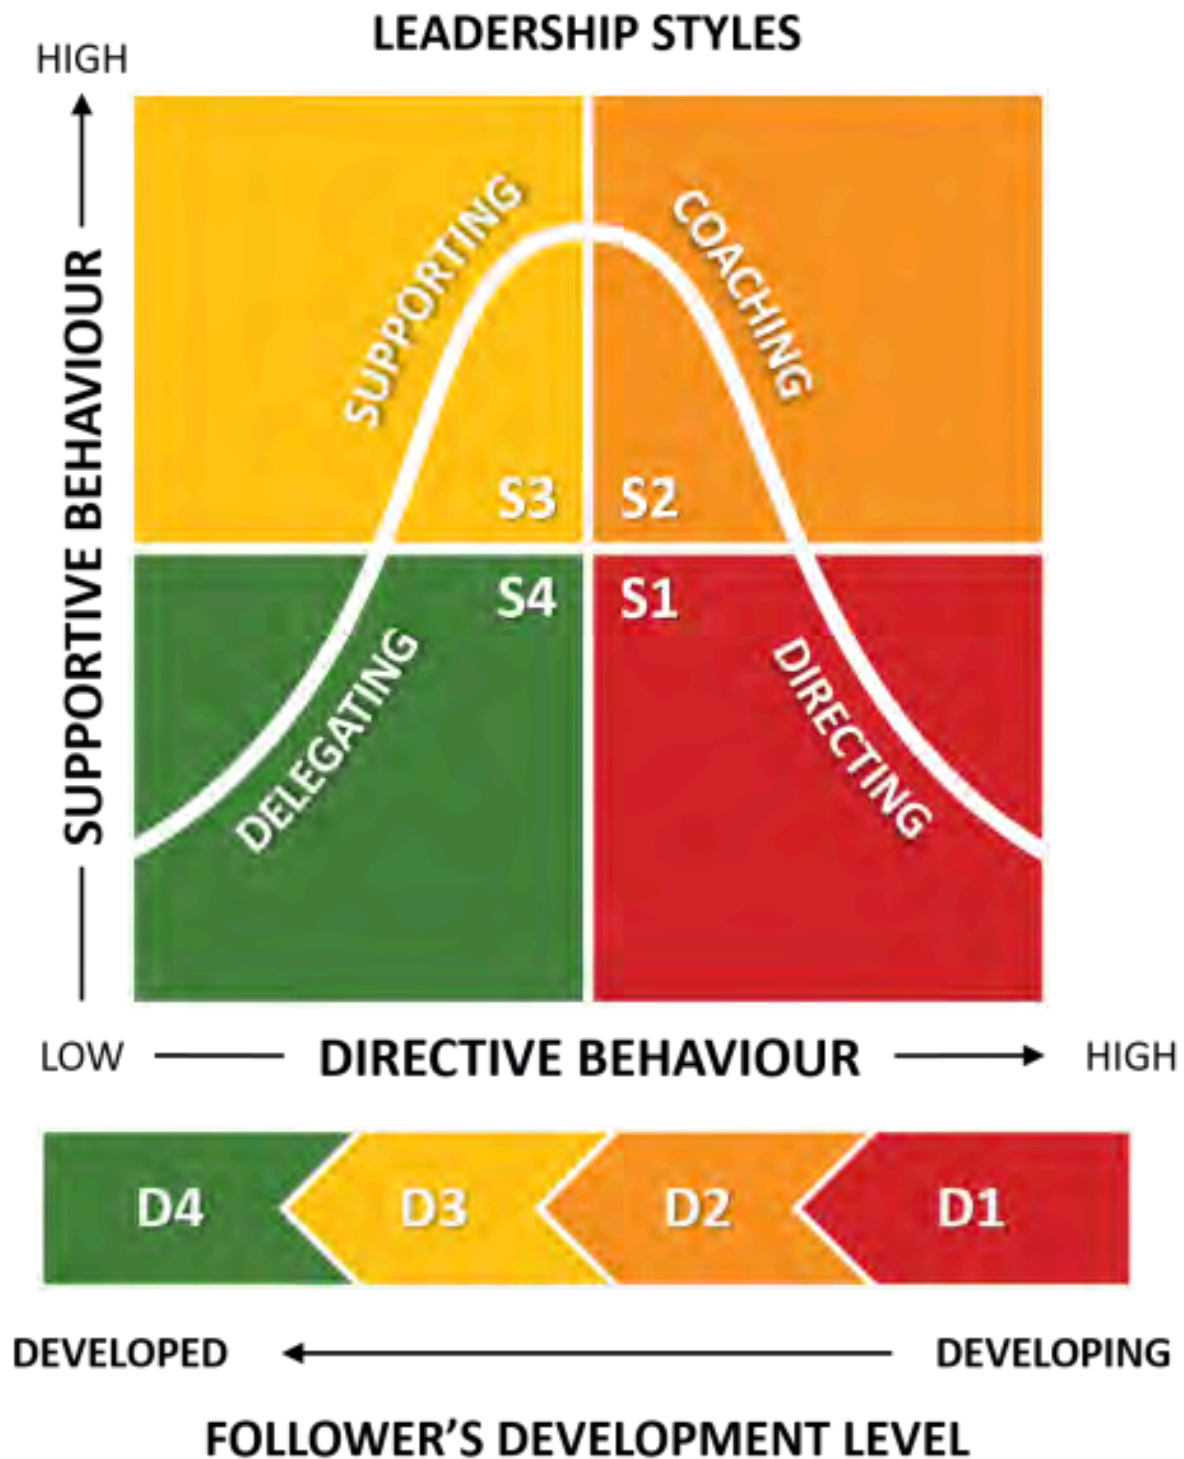 LEADERSHIP STYLES
HIGH
SUPPORTIVE BEHAVIOUR
SUPPORTING
COACHING
S3
S2
S4
S1
DELEGATING
DIRECTING
LOW
DIRECTIVE BEHAVIOUR
HIGH
D4
D3
D2
D1
DEVELOPED
DEVELOPING
FOLLOWER’S DEVELOPMENT LEVEL